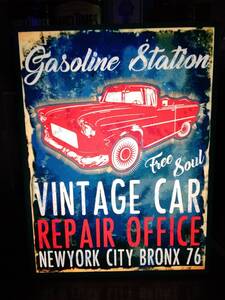 Gasoline Station
Free Soul
VINTAGE CAR
REPAIR OFFICE
NEWYORK CITY BRONX 76